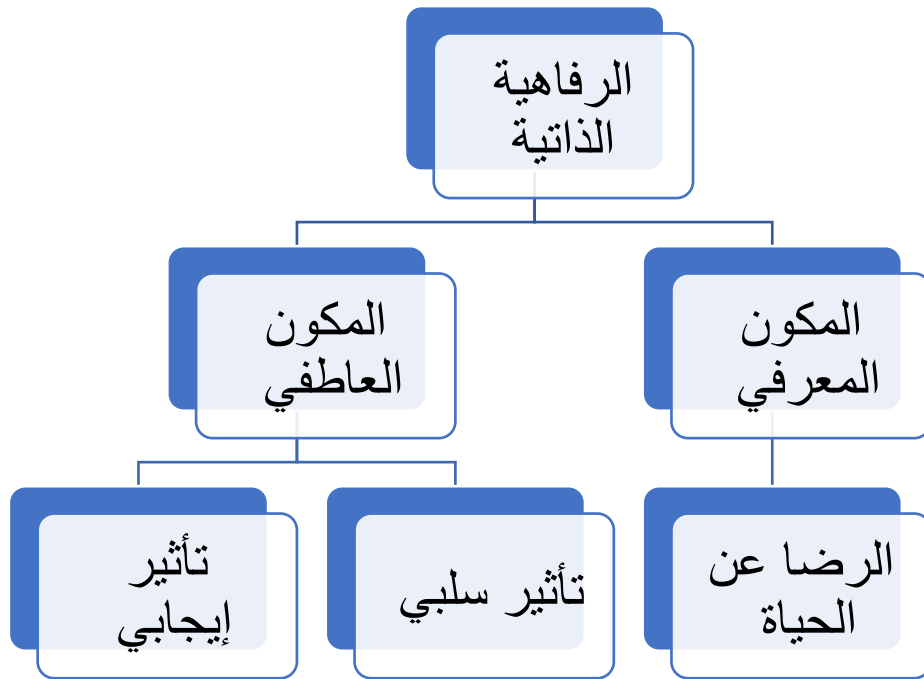 الرفاهية
الذاتية
المكون
المعرفي
المكون
العاطفي
الرضا عن
الحياة
تأثير سلبي
تأثير
إيجابي